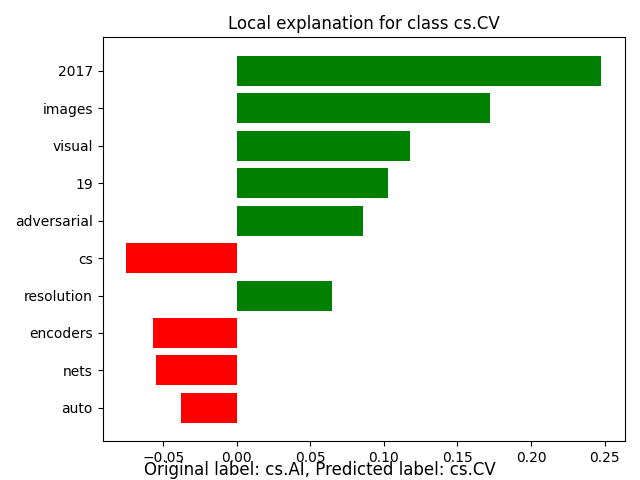 Local explanation for class cs.CV
2017
images
visual
19
adversarial
cs
resolution
encoders
nets
auto
−0.05 0.00 0.05 0.10 0.15 0.20 0.25
Original label: cs.AI, Predicted label: cs.CV